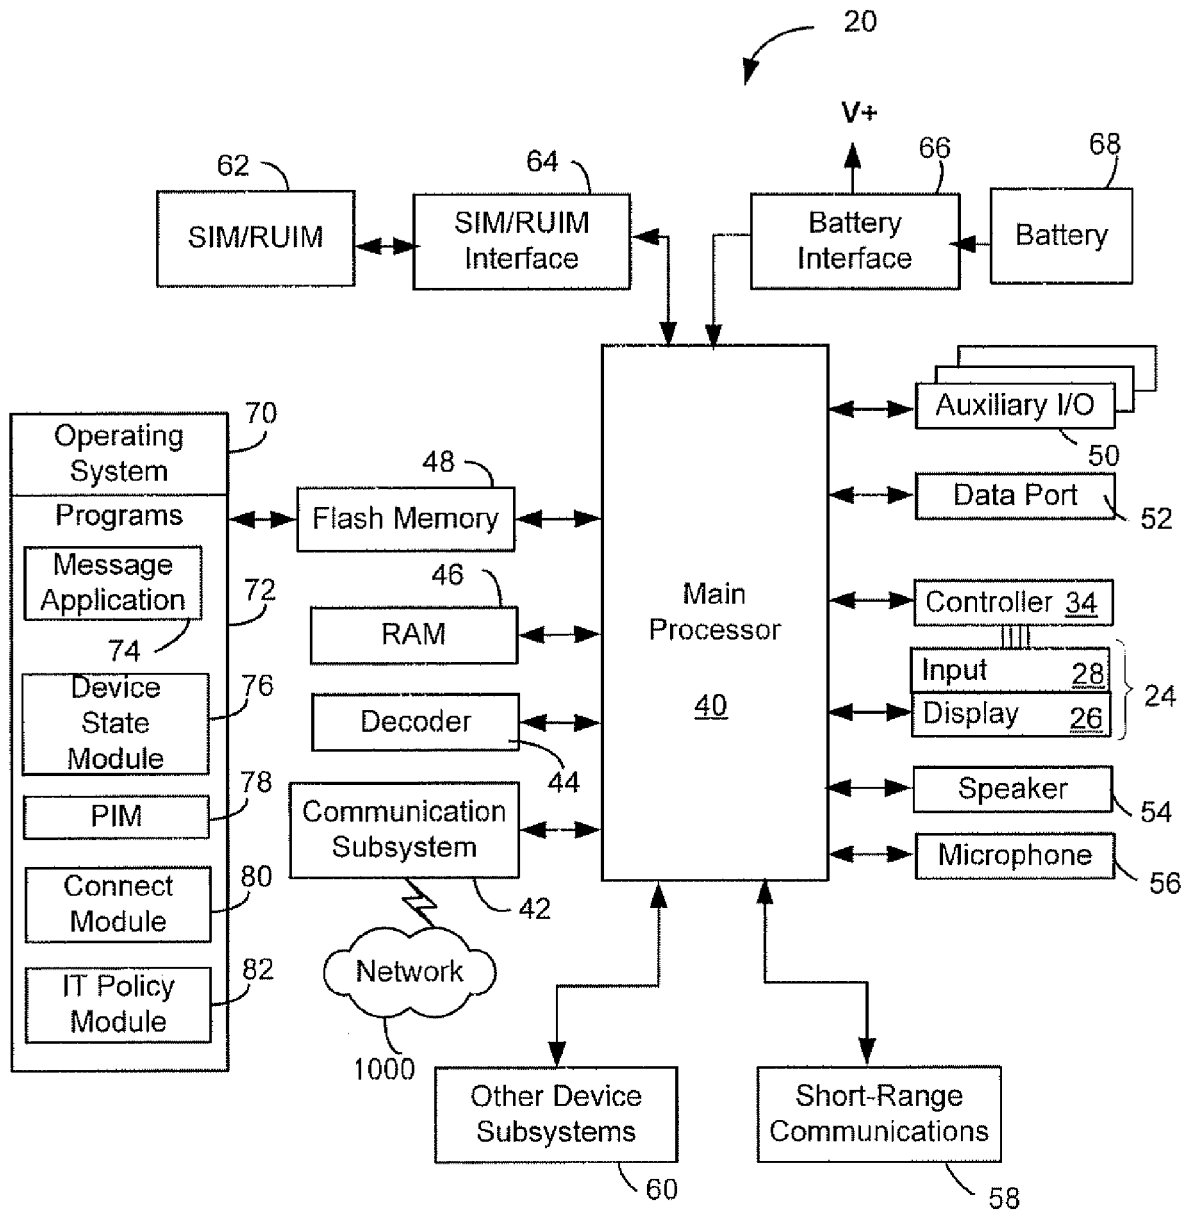 20
V+
62
64
66
68
SIM/RUIM
SIM/RUIM
Interface
Battery
Interface
Battery
Auxiliary I/O
50
70
Operating
System
Programs
Message
Application
72
74
Device
State
Module
76
PIM
78
Connect
Module
80
IT Policy
Module
82
48
Flash Memory
46
RAM
Decoder
44
Communication
Subsystem
42
Network
1000
Main
Processor
40
Data Port
52
Controller 34
Input 28
Display 26
24
Speaker
54
Microphone
56
Other Device
Subsystems
60
Short-Range
Communications
58